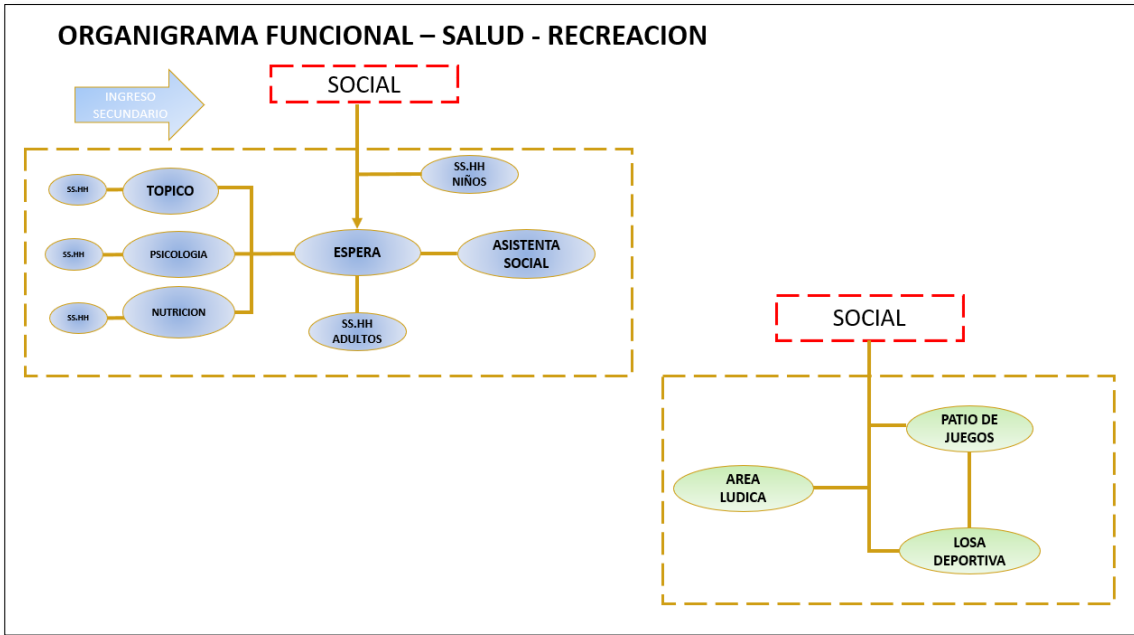 ORGANIGRAMA FUNCIONAL – SALUD - RECREACION
INGRESO
SECUNDARIO
SOCIAL
SS.HH
NIÑOS
SS.HH
TOPICO
SS.HH
PSICOLOGIA
ESPERA
ASISTENTA
SOCIAL
SS.HH
NUTRICION
SS.HH
ADULTOS
SOCIAL
PATIO DE
JUEGOS
AREA
LUDICA
LOSA
DEPORTIVA